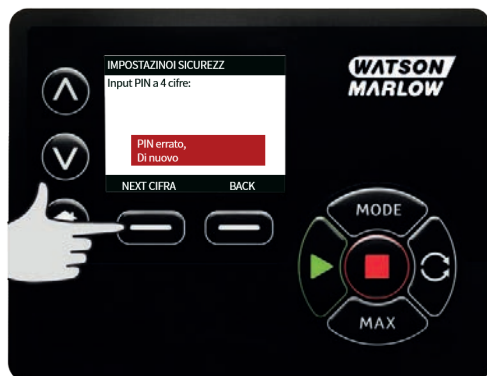 IMPOSTAZINOI SICUREZZ
Input PIN a 4 cifre:
PIN errato,
Di nuovo
NEXT CIFRA BACK
WATSON
MARLOW
MODE
MAX